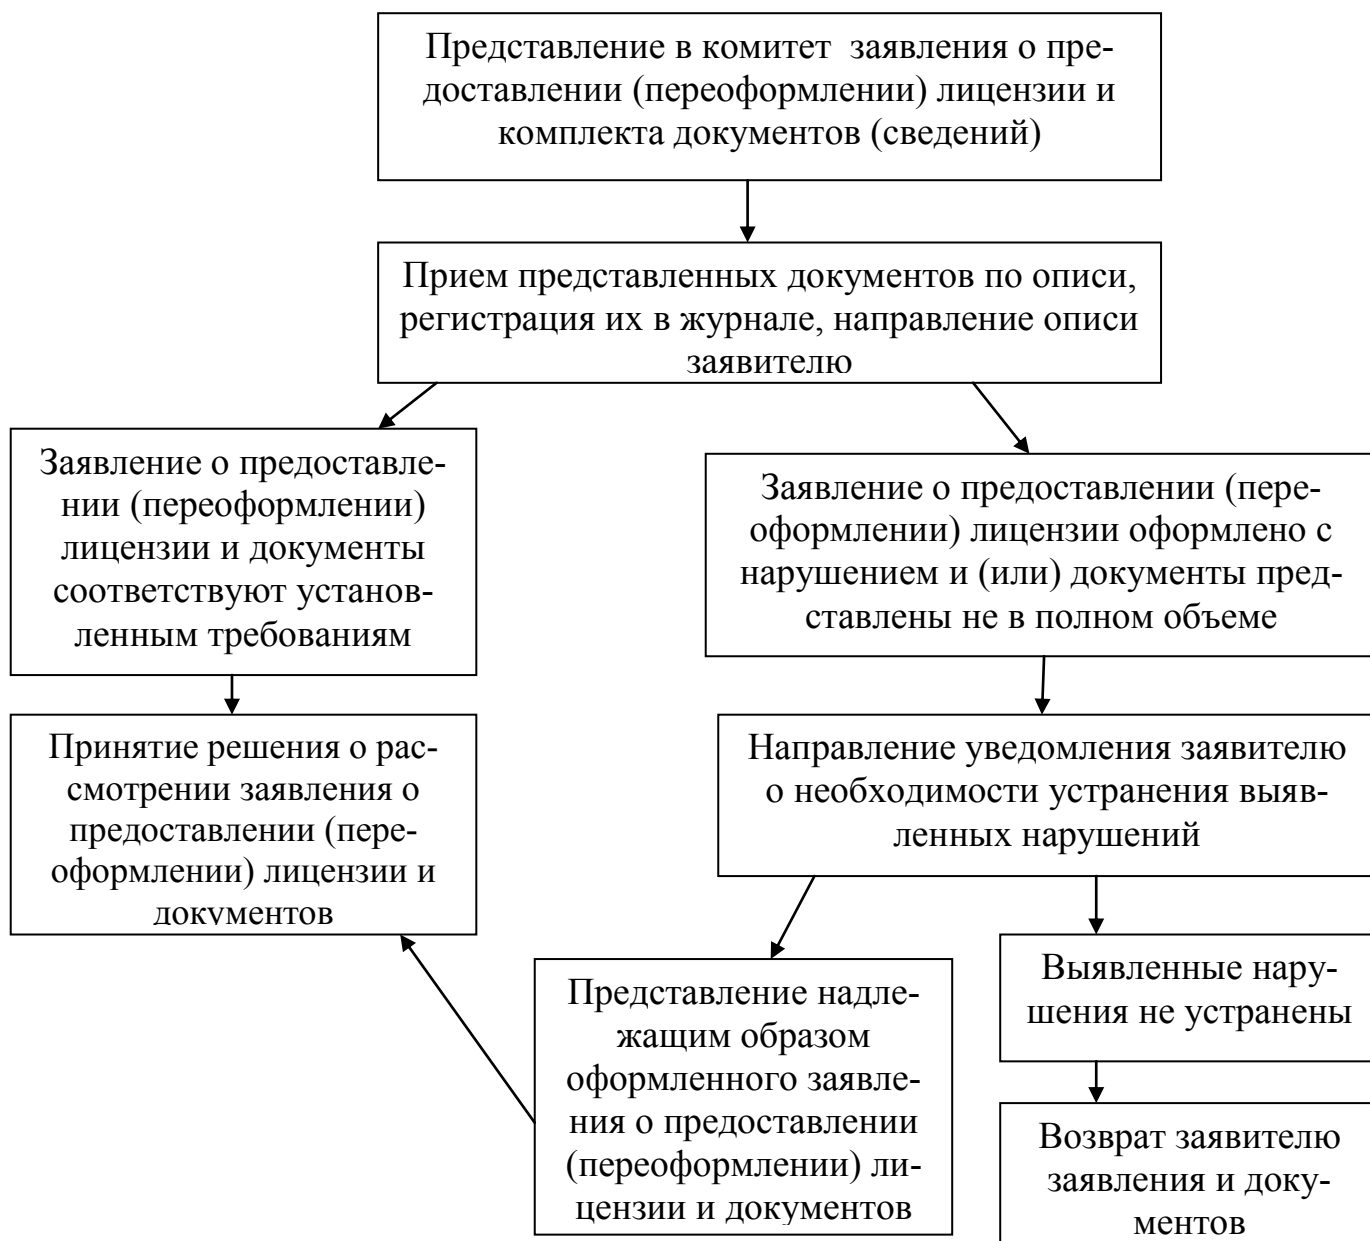 Представление в комитет заявления о пре-
доставлении (переоформлении) лицензии и
комплекта документов (сведений)
Прием представленных документов по описи,
регистрация их в журнале, направление описи
заявителю
Заявление о предоставле-
нии (переоформлении)
лицензии и документы
соответствуют установ-
ленным требованиям
Заявление о предоставлении (пере-
оформлении) лицензии оформлено с
нарушением и (или) документы пред-
ставлены не в полном объеме
Принятие решения о рас-
смотрении заявления о
предоставлении (пере-
оформлении) лицензии и
документов
Направление уведомления заявителю
о необходимости устранения выяв-
ленных нарушений
Представление надле-
жащим образом
оформленного заявле-
ния о предоставлении
(переоформлении) ли-
цензии и документов
Выявленные нару-
шения не устранены
Возврат заявителю
заявления и доку-
ментов